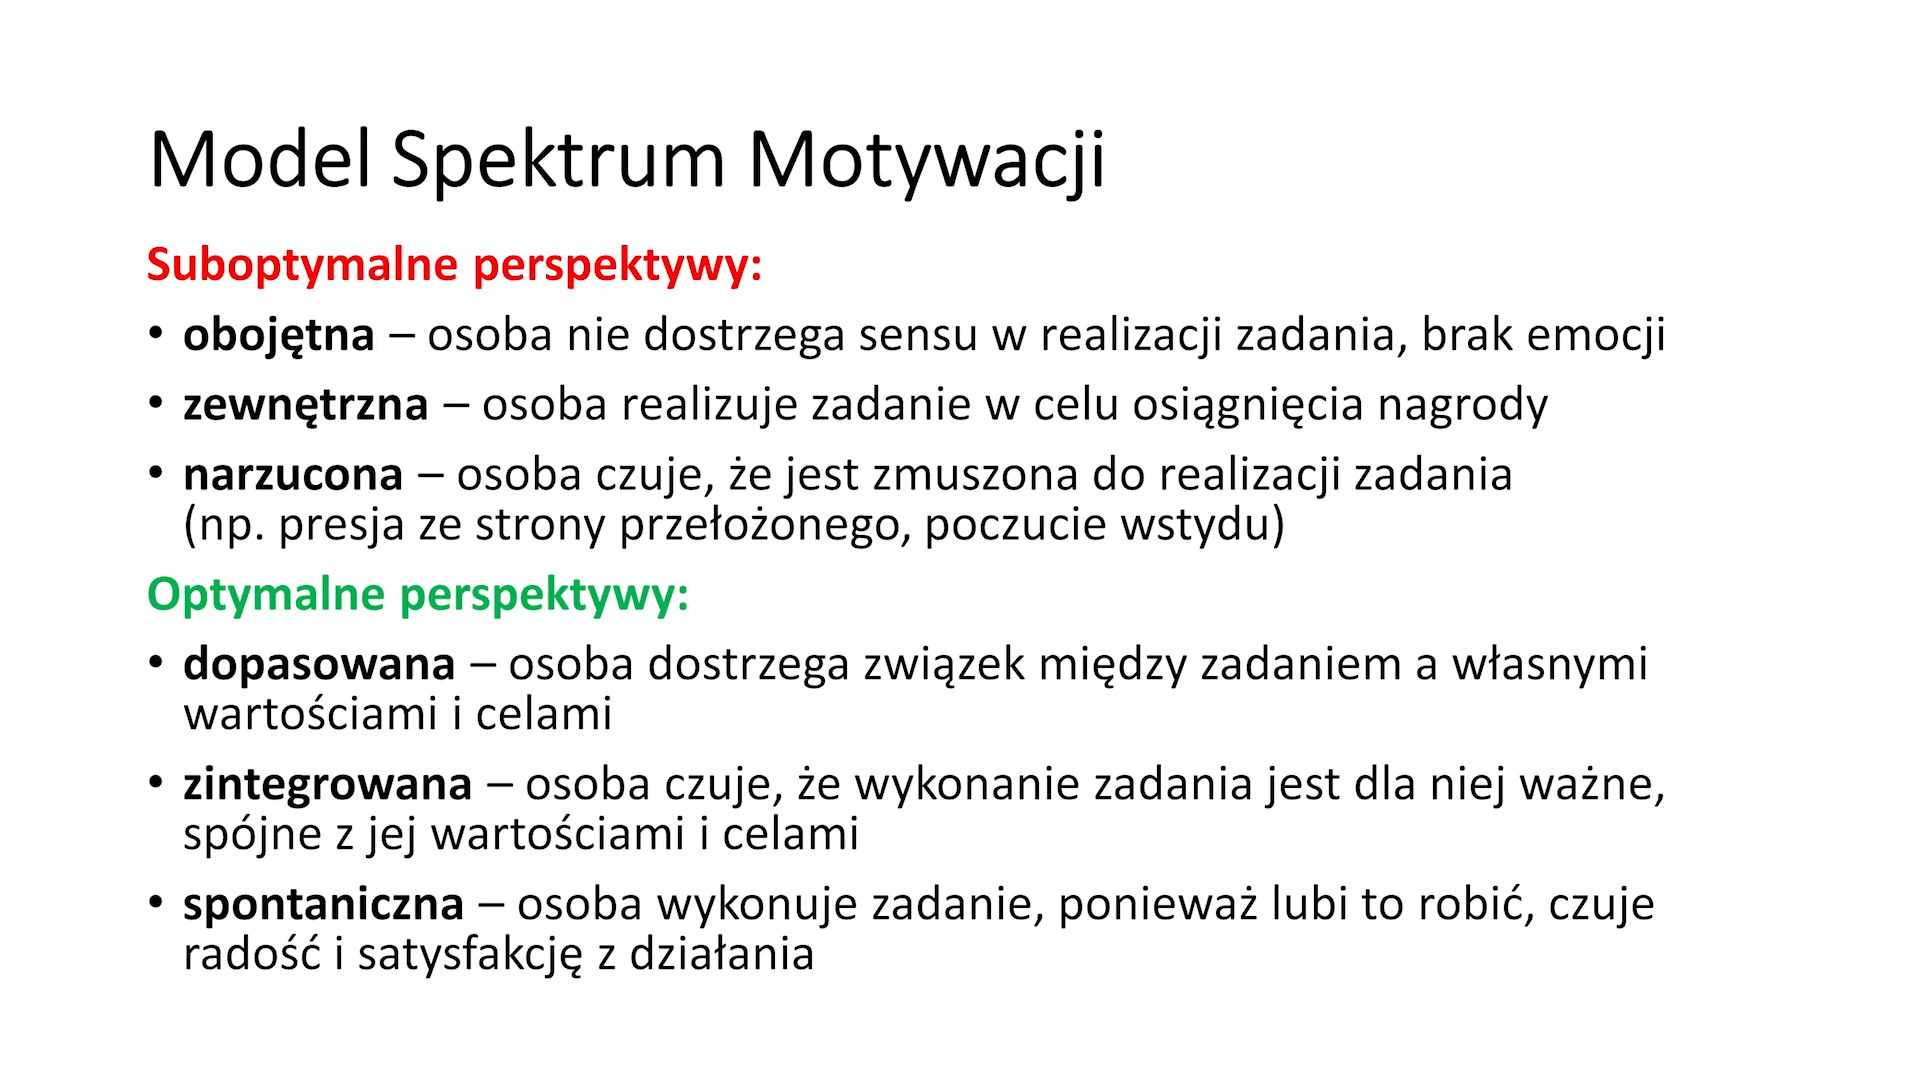 Model Spektrum Motywacji
Suboptymalne perspektywy:
• obojętna – osoba nie dostrzega sensu w realizacji zadania, brak emocji
• zewnętrzna – osoba realizuje zadanie w celu osiągnięcia nagrody
• narzucona – osoba czuje, że jest zmuszona do realizacji zadania
(np. presja ze strony przełożonego, poczucie wstydu)
Optymalne perspektywy:
• dopasowana – osoba dostrzega związek między zadaniem a własnymi
wartościami i celami
• zintegrowana – osoba czuje, że wykonanie zadania jest dla niej ważne,
spójne z jej wartościami i celami
• spontaniczna – osoba wykonuje zadanie, ponieważ lubi to robić, czuje
radość i satysfakcję z działania